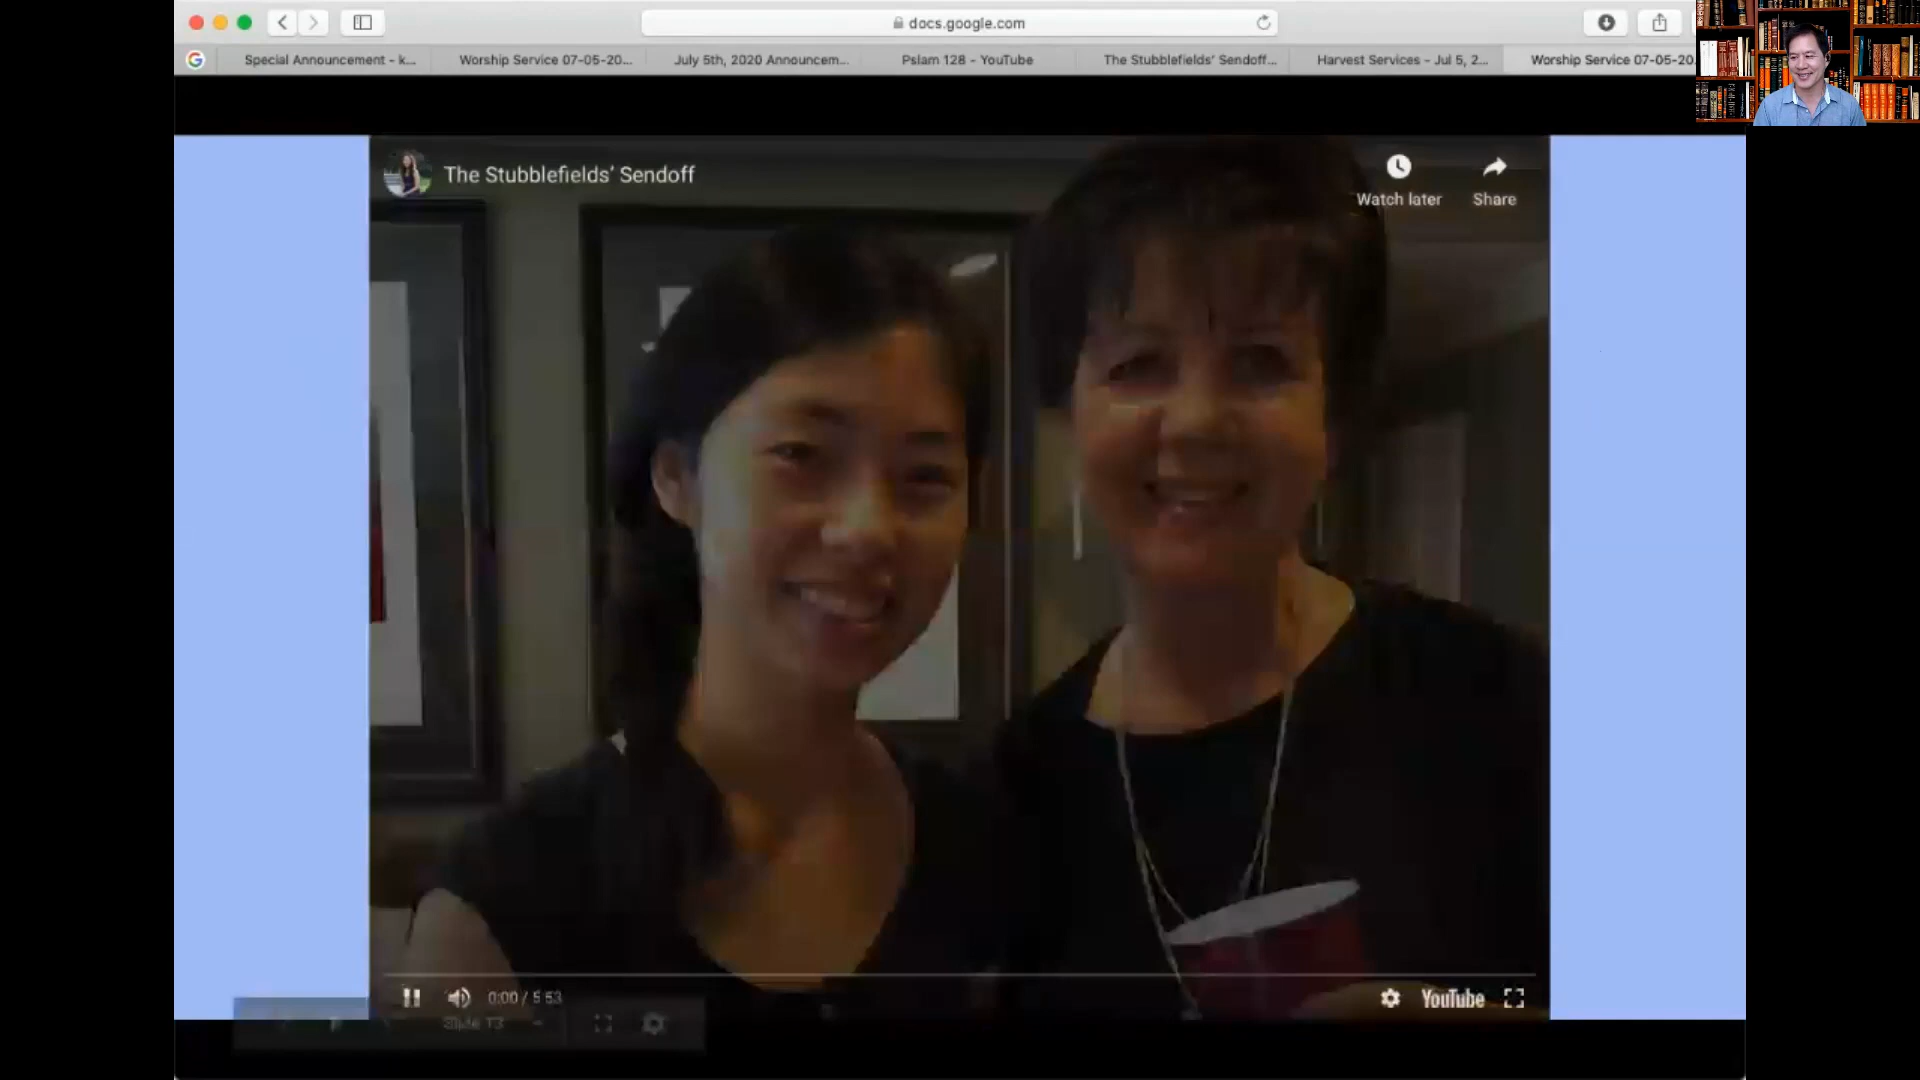 docs.google.com
Special Announcement - k...
Worship Service 07-05-20...
July 5th, 2020 Announcem...
Pslam 128 - YouTube
The Stubblefields' Sendoff...
Harvest Services - Jul 5, 2...
Worship Service 07-05-20
The Stubblefields' Sendoff
Watch later
Share
0:00 / 5:53
YouTube
Slide 13